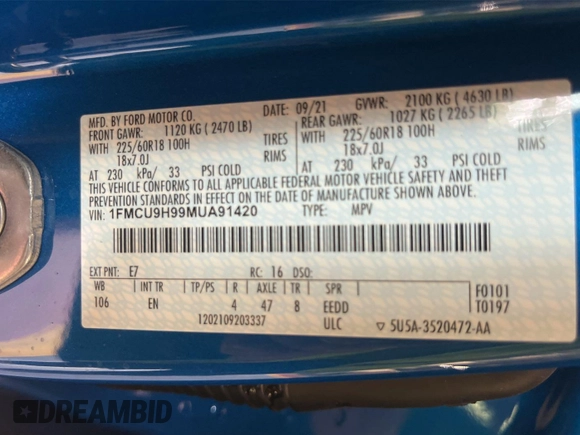 MFD. BY FORD MOTOR CO. DATE: 09/21 GVWR: 2100 KG ( 4630 LB)
FRONT GAWR: 1120 KG ( 2470 LB) REAR GAWR: 1027 KG ( 2265 LB)
WITH 225/60R18 100H TIRES WITH 225/60R18 100H TIRES
18x7.0J RIMS 18x7.0J RIMS
AT 230 kPa/ 33 PSI COLD AT 230 kPa/ 33 PSI COLD
THIS VEHICLE CONFORMS TO ALL APPLICABLE FEDERAL MOTOR VEHICLE SAFETY AND THEFT
PREVENTION STANDARDS IN EFFECT ON THE DATE OF MANUFACTURE SHOWN ABOVE.
VIN: 1FMCU9H99MUA91420 TYPE: MPV
EXT PNT: E7 RC: 16 DSO:
WB INT TR TP/PS R AXLE TR SPR F0101
106 EN 4 47 8 EEDD T0197
1202109203337 ULC 5U5A-3520472-AA
DREAMBID